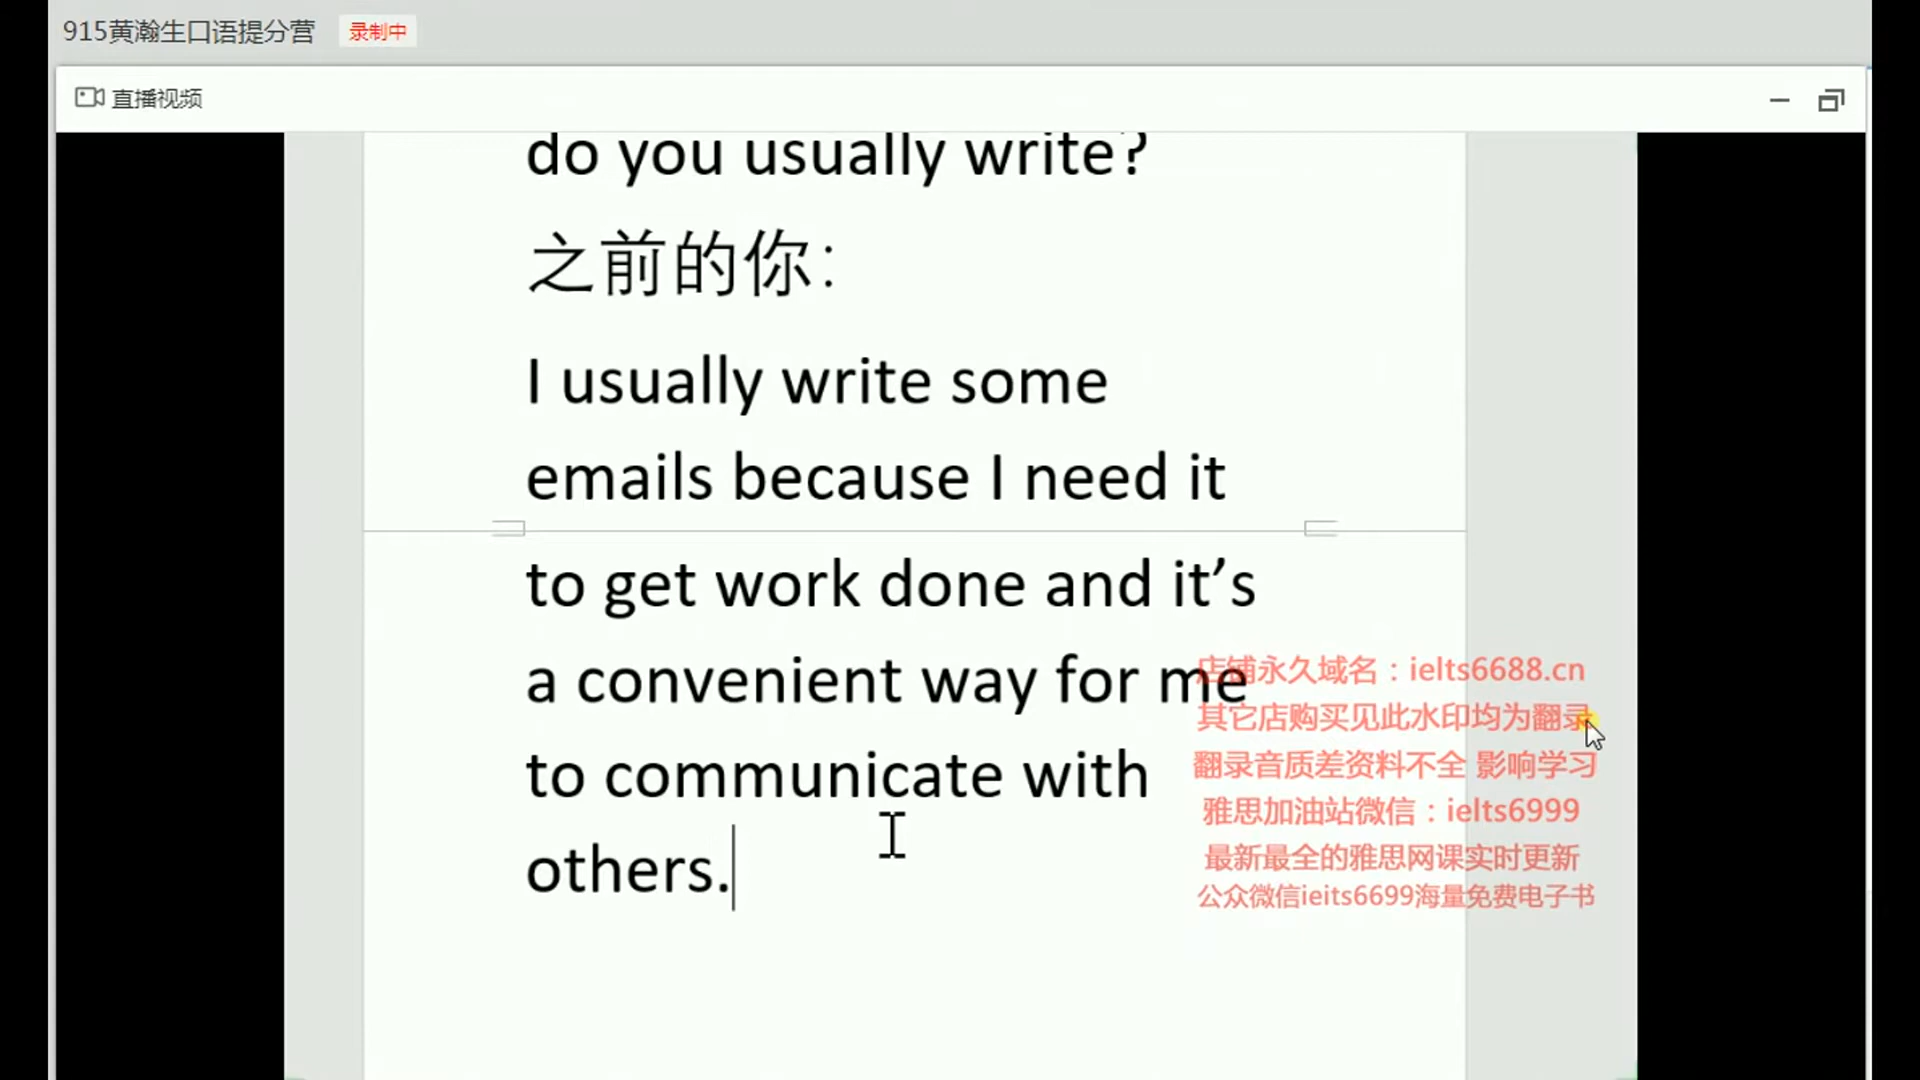 915黄瀚生口语提分营
录制中
直播视频
do you usually write?
之前的你：
I usually write some
emails because I need it
to get work done and it’s
a convenient way for me
to communicate with
others.
店铺永久域名：ielts6688.cn
其它店购买见此水印均为翻录
翻录音质差资料不全 影响学习
雅思加油站微信：ielts6999
最新最全的雅思网课实时更新
公众微信ieits6699海量免费电子书